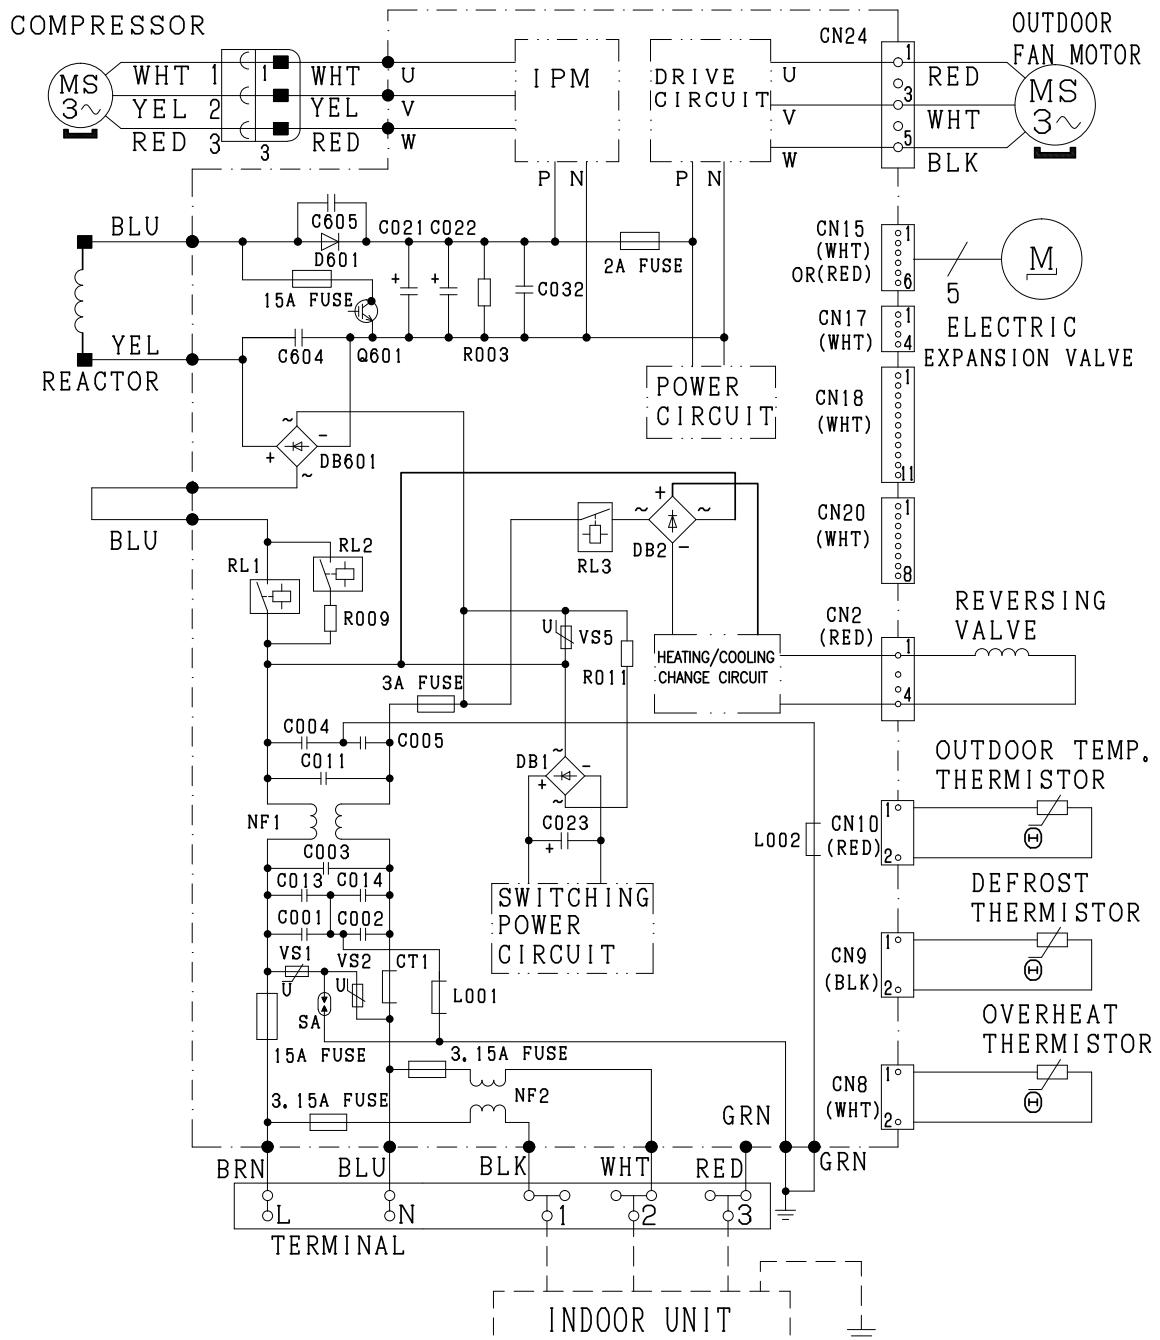 COMPRESSOR
OUTDOOR
FAN MOTOR
CN24
MS
3~
WHT 1 1 WHT U
YEL 2 YEL V
RED 3 3 RED W
IPM
DRIVE
CIRCUIT
U
V
W
1
3
5
RED
WHT
BLK
MS
3~
P N
P N
BLU
C605
D601
C021 C022
+ +
15A FUSE
C032
2A FUSE
YEL
C604
Q601
R003
REACTOR
CN15
(WHT)
OR(RED)
1
6
5
M
ELECTRIC
EXPANSION VALVE
CN17
(WHT)
1
4
POWER
CIRCUIT
CN18
(WHT)
1
11
~
+ -
DB601
~
BLU
CN20
(WHT)
1
8
+
~ ~
DB2 -
RL3
RL1
RL2
R009
U
VS5
R011
HEATING/COOLING
CHANGE CIRCUIT
CN2
(RED)
1
4
REVERSING
VALVE
3A FUSE
C004
C005
C011
NF1
DB1
~
+ -
~
C023
+
L002
CN10
(RED)
1
2
OUTDOOR TEMP.
THERMISTOR
Θ
C003
C013 C014
C001 C002
SWITCHING
POWER
CIRCUIT
DEFROST
THERMISTOR
CN9
(BLK)
1
2
Θ
VS1
U
VS2
U
CT1
L001
SA
15A FUSE
3.15A FUSE
OVERHEAT
THERMISTOR
CN8
(WHT)
1
2
Θ
3.15A FUSE
NF2
GRN
GRN
BRN BLU BLK WHT RED
L N 1 2 3
TERMINAL
INDOOR UNIT